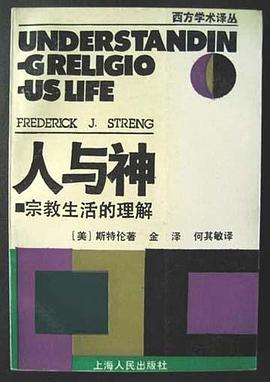 西方学术译丛
UNDERSTANDIN
-GRELIGIO
-US LIFE
FREDERICK J. STRENG
人与神
■宗教生活的理解
[美]斯特伦著 金泽 何其敏译
上海人民出版社